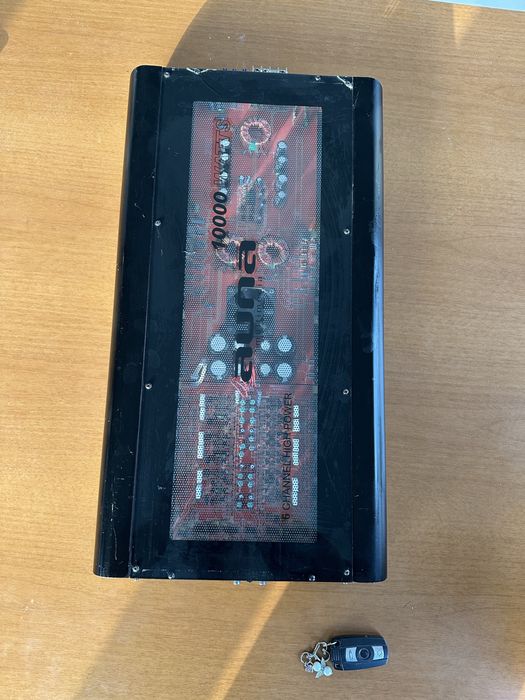 10000 WATTS
auna
6 CHANNEL HIGH POWER